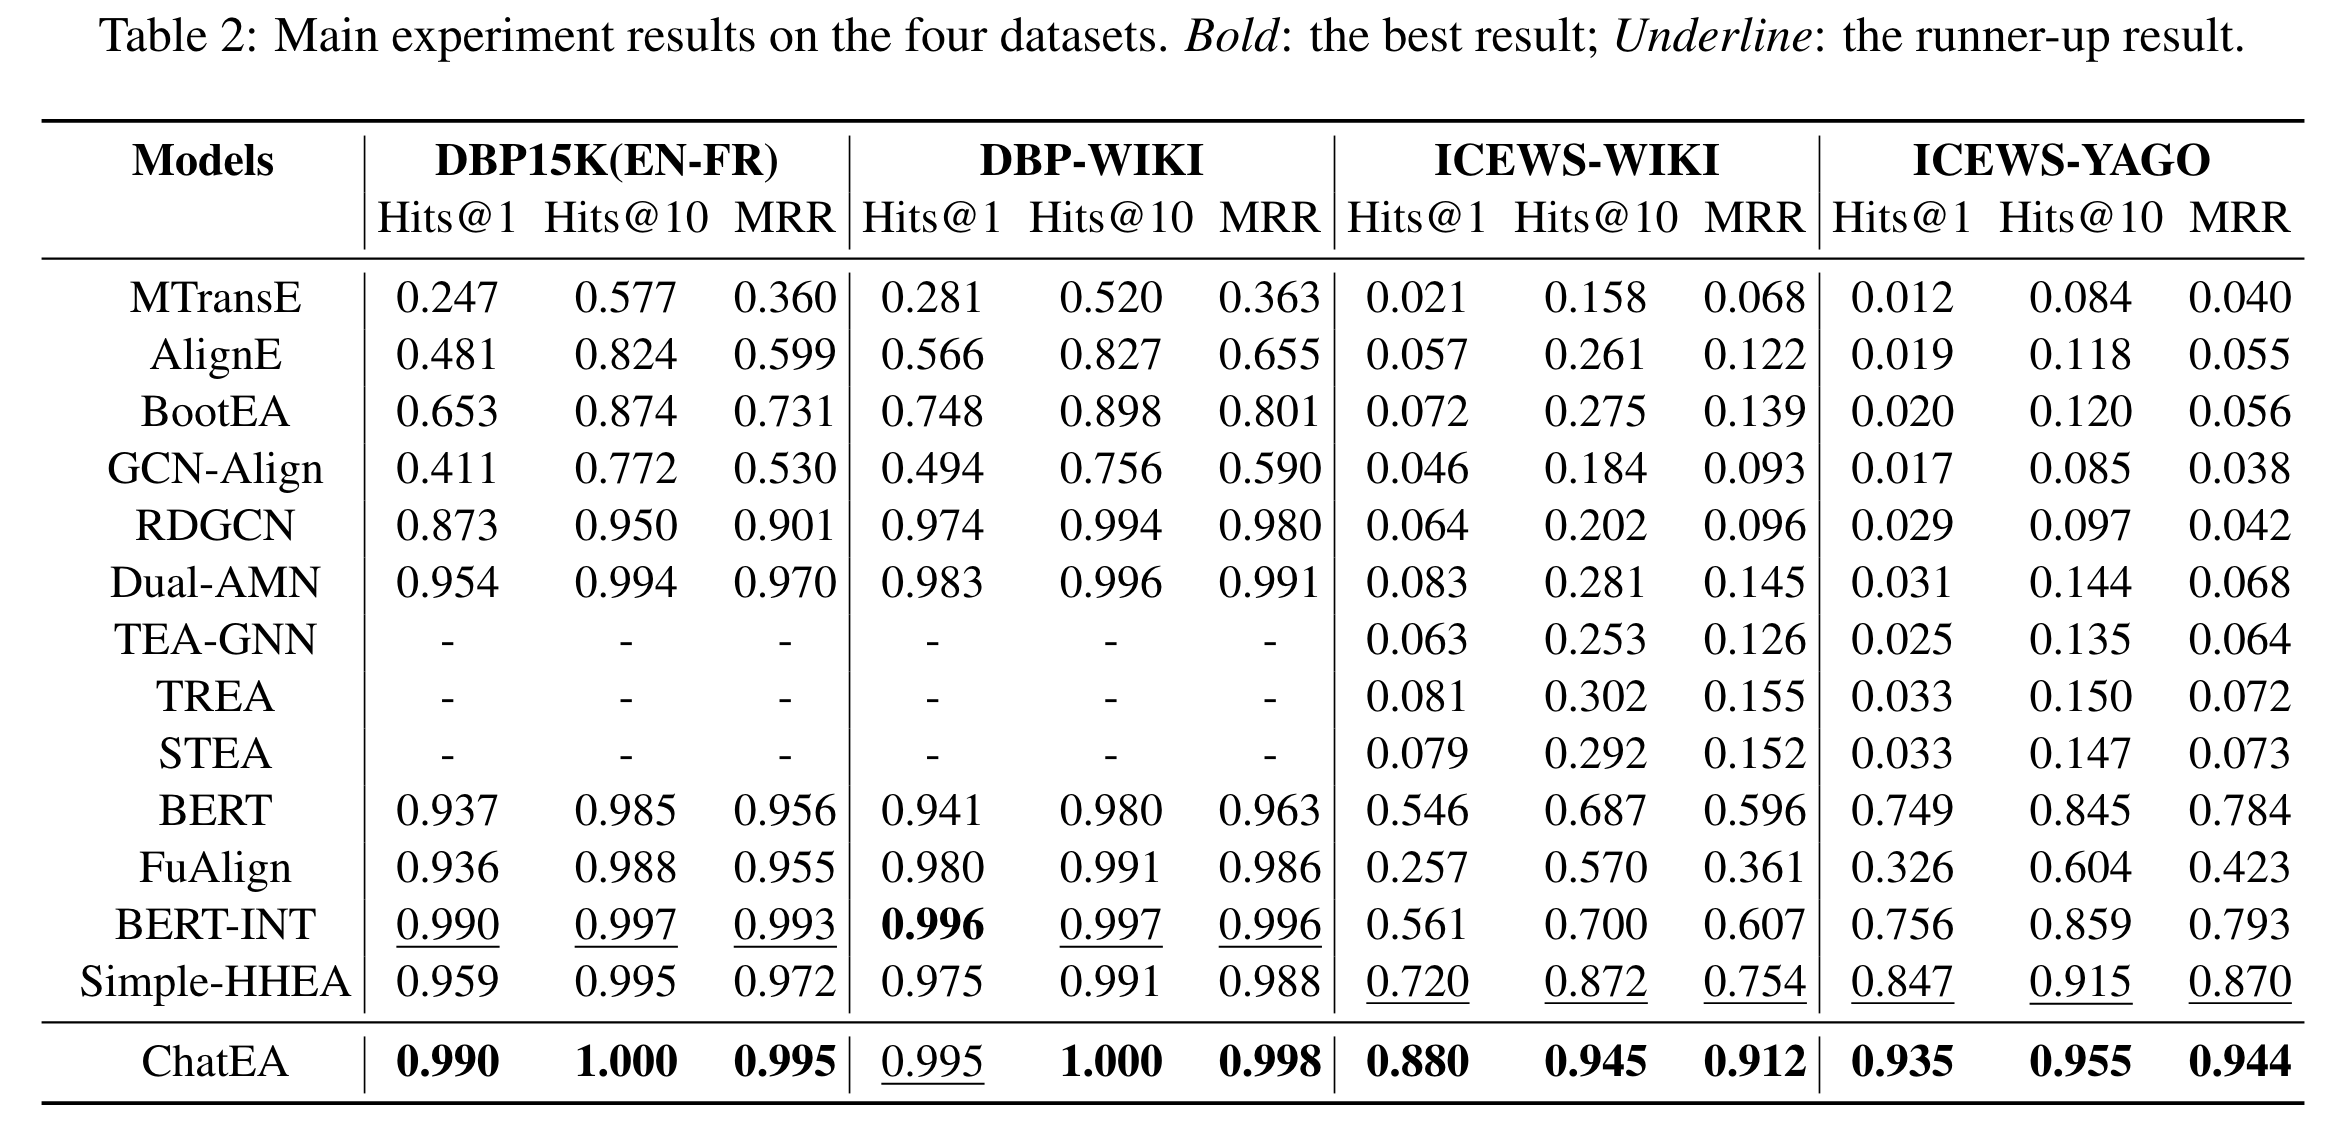 Table 2: Main experiment results on the four datasets. Bold: the best result; Underline: the runner-up result.
Models DBP15K(EN-FR) DBP-WIKI ICEWS-WIKI ICEWS-YAGO
Hits@1 Hits@10 MRR Hits@1 Hits@10 MRR Hits@1 Hits@10 MRR Hits@1 Hits@10 MRR
MTransE 0.247 0.577 0.360 0.281 0.520 0.363 0.021 0.158 0.068 0.012 0.084 0.040
AlignE 0.481 0.824 0.599 0.566 0.827 0.655 0.057 0.261 0.122 0.019 0.118 0.055
BootEA 0.653 0.874 0.731 0.748 0.898 0.801 0.072 0.275 0.139 0.020 0.120 0.056
GCN-Align 0.411 0.772 0.530 0.494 0.756 0.590 0.046 0.184 0.093 0.017 0.085 0.038
RDGCN 0.873 0.950 0.901 0.974 0.994 0.980 0.064 0.202 0.096 0.029 0.097 0.042
Dual-AMN 0.954 0.994 0.970 0.983 0.996 0.991 0.083 0.281 0.145 0.031 0.144 0.068
TEA-GNN - - - - - - 0.063 0.253 0.126 0.025 0.135 0.064
TREA - - - - - - 0.081 0.302 0.155 0.033 0.150 0.072
STEA - - - - - - 0.079 0.292 0.152 0.033 0.147 0.073
BERT 0.937 0.985 0.956 0.941 0.980 0.963 0.546 0.687 0.596 0.749 0.845 0.784
FuAlign 0.936 0.988 0.955 0.980 0.991 0.986 0.257 0.570 0.361 0.326 0.604 0.423
BERT-INT 0.990 0.997 0.993 0.996 0.997 0.996 0.561 0.700 0.607 0.756 0.859 0.793
Simple-HHEA 0.959 0.995 0.972 0.975 0.991 0.988 0.720 0.872 0.754 0.847 0.915 0.870
ChatEA 0.990 1.000 0.995 0.995 1.000 0.998 0.880 0.945 0.912 0.935 0.955 0.944